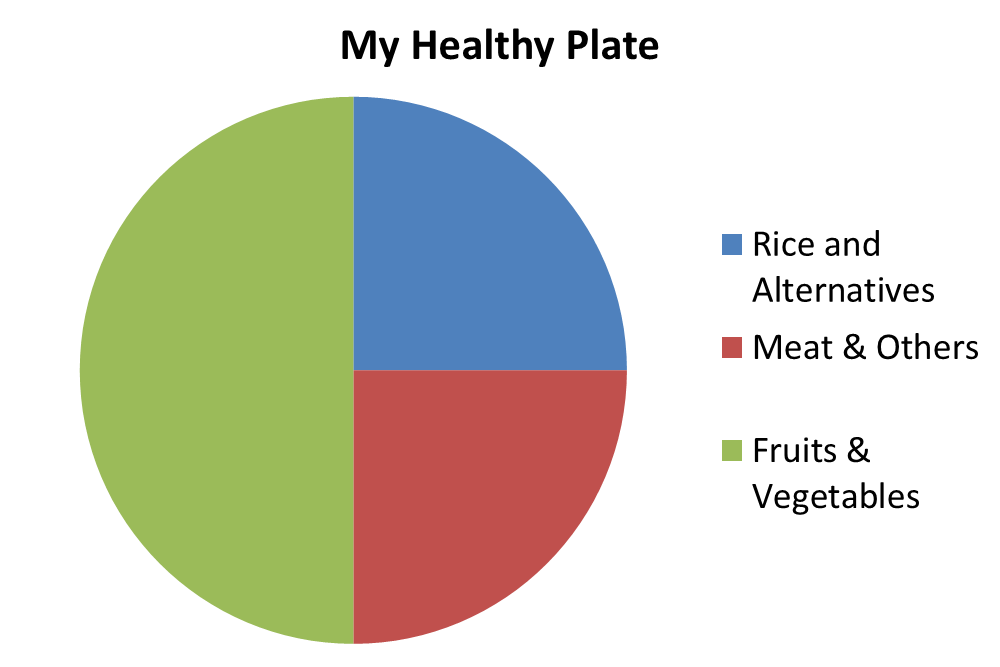 My Healthy Plate
Rice and
Alternatives
Meat & Others
Fruits &
Vegetables